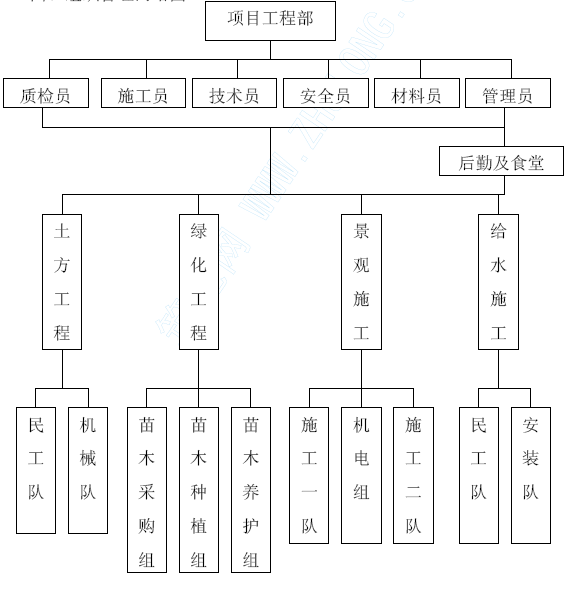 项目工程部
质检员
施工员
技术员
安全员
材料员
管理员
后勤及食堂
土方工程
绿化工程
景观施工
给水施工
民工队
机械队
苗木采购组
苗木种植组
苗木养护组
施工一队
机电组
施工二队
民工队
安装队